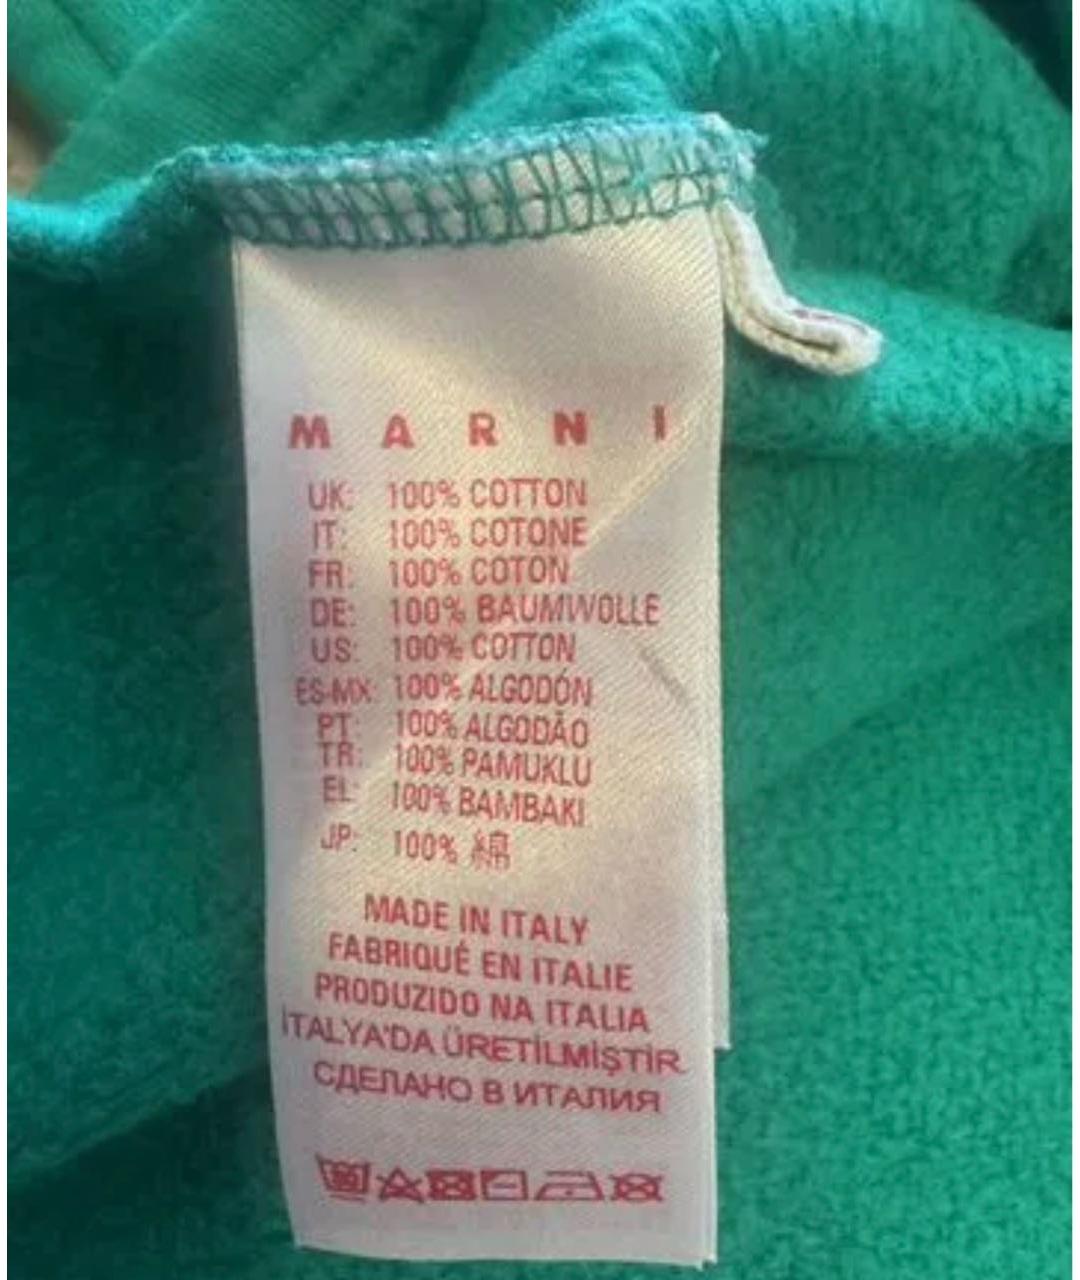 MARNI
UK: 100% COTTON
IT: 100% COTONE
FR: 100% COTON
DE: 100% BAUMWOLLE
US: 100% COTTON
ES-MX: 100% ALGODÓN
PT: 100% ALGODÃO
TR: 100% PAMUKLU
EL: 100% BAMBAKI
JP: 100% 綿
MADE IN ITALY
FABRIQUÉ EN ITALIE
PRODUZIDO NA ITALIA
İTALYA'DA ÜRETİLMİŞTİR
СДЕЛАНО В ИТАЛИЯ